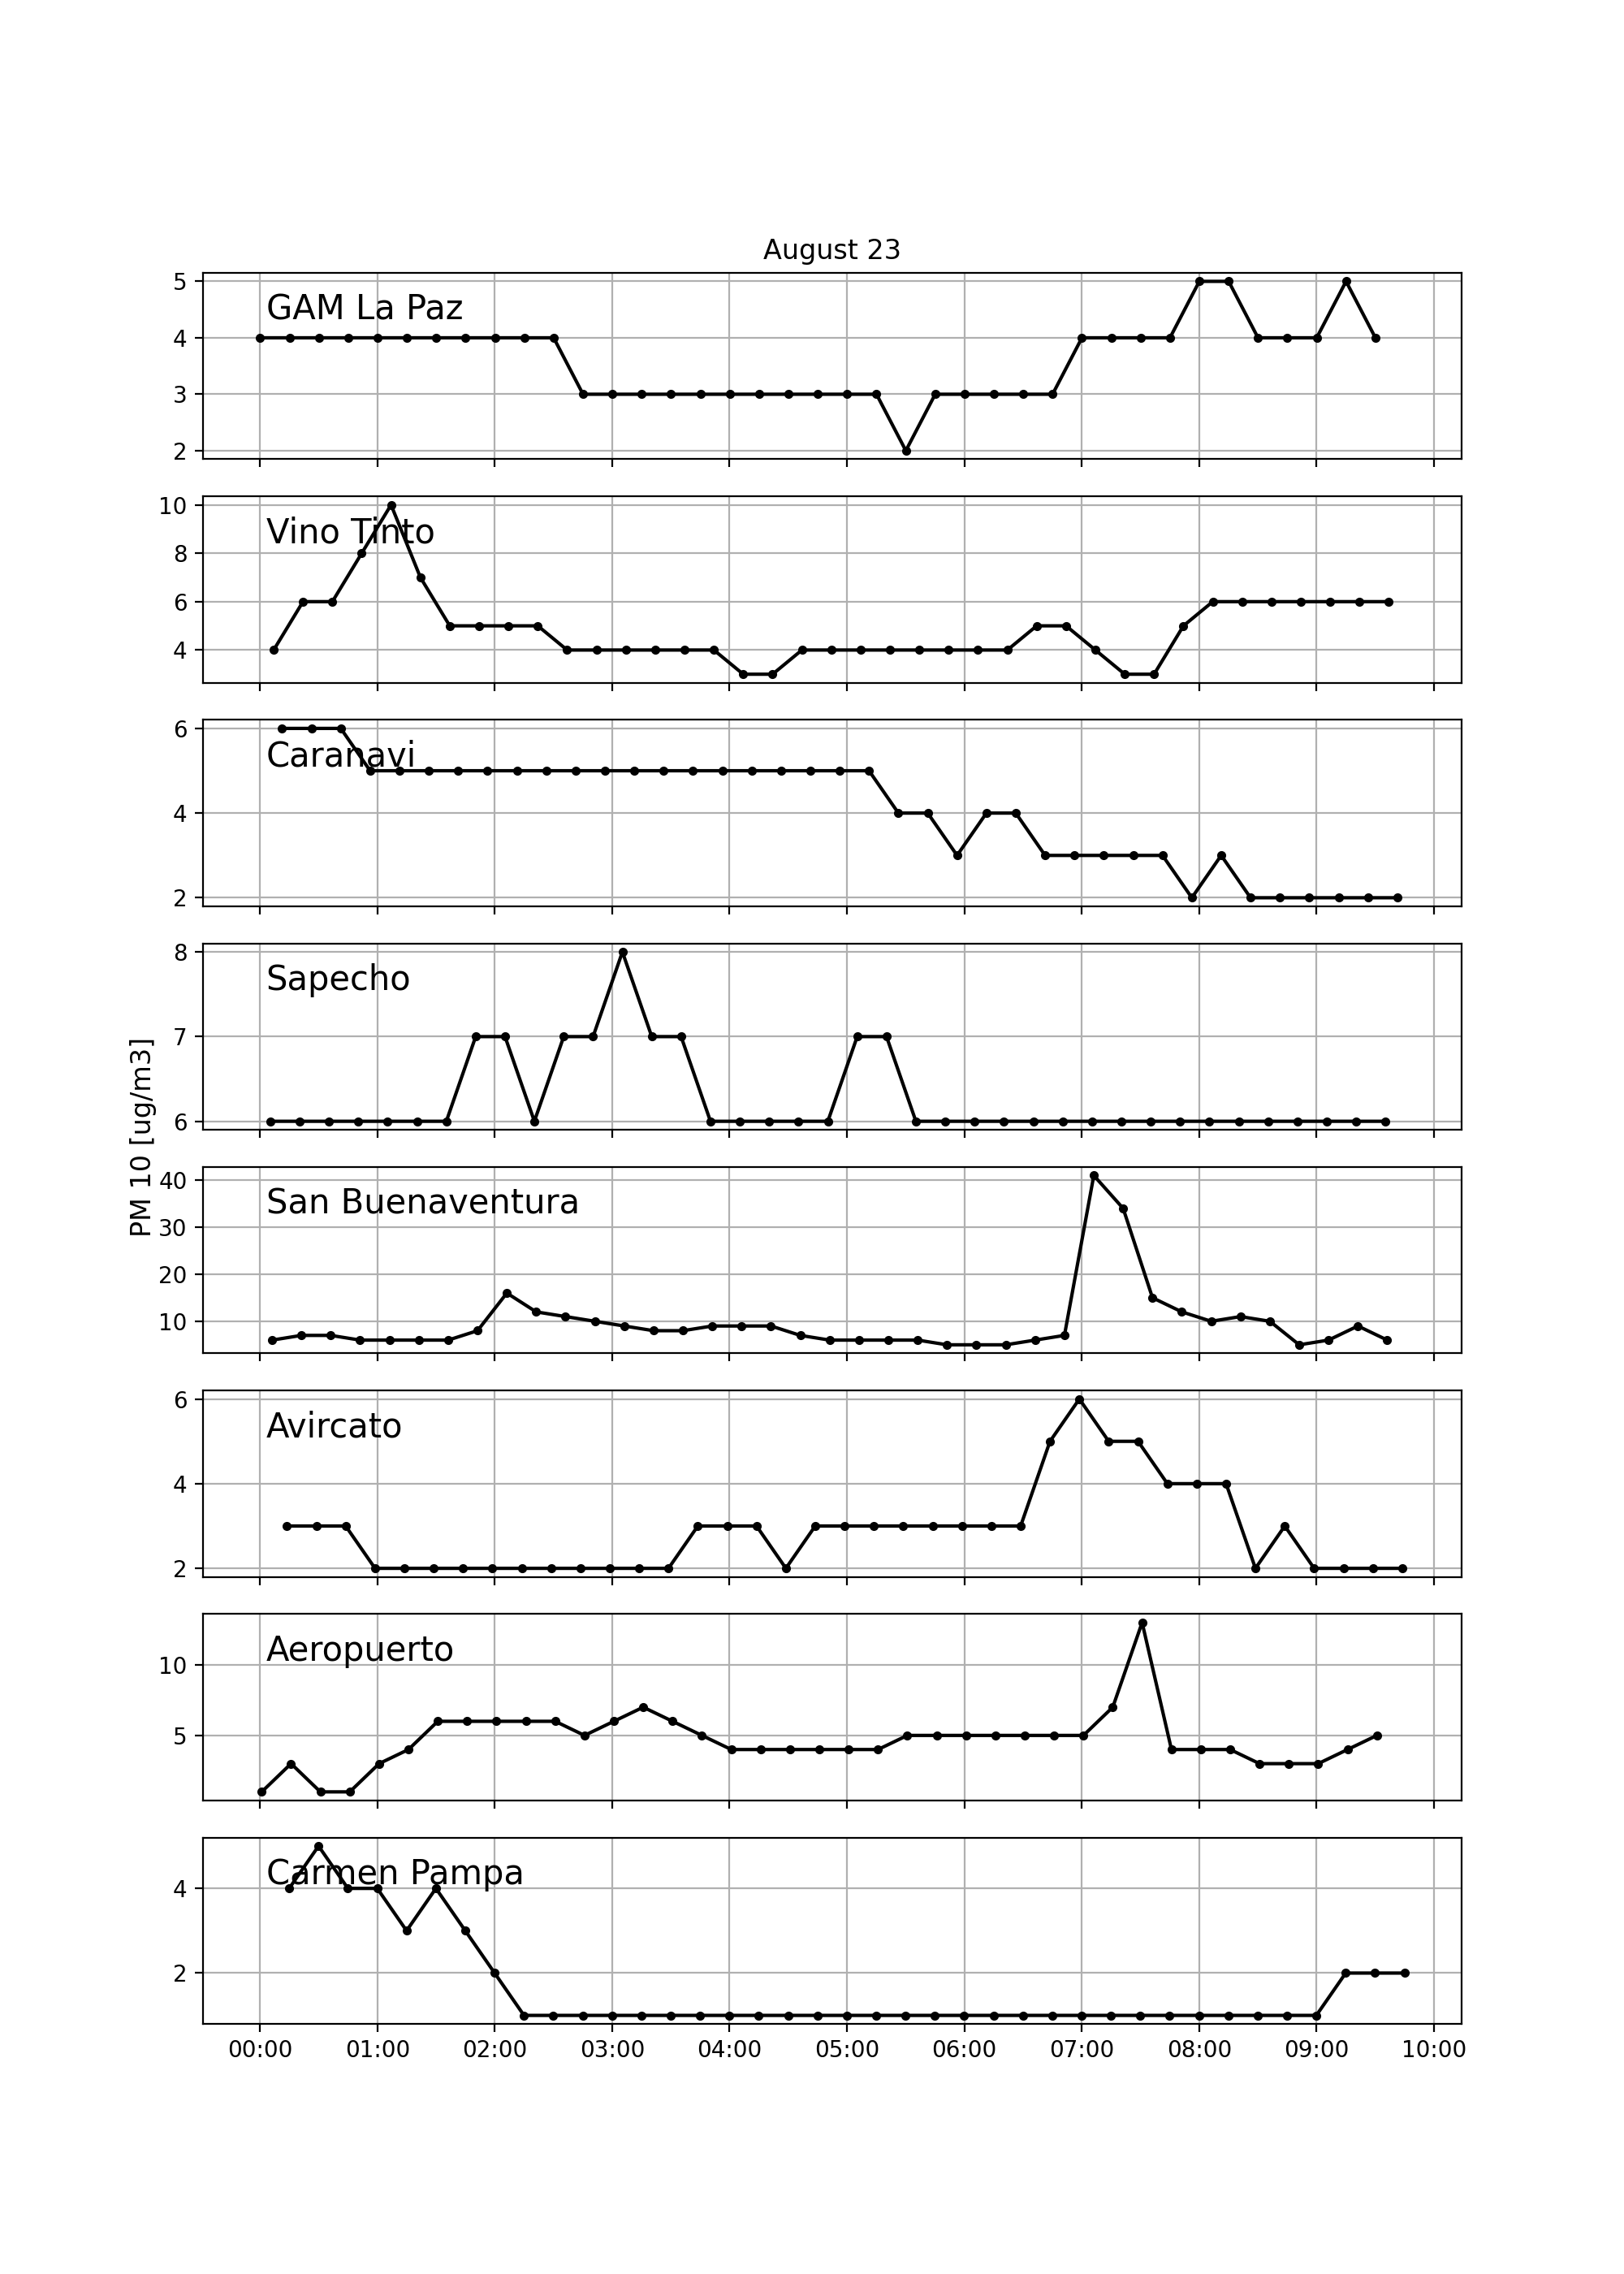 August 23
PM 10 [ug/m3]
5
GAM La Paz
4
3
2
10
Vino Tinto
8
6
4
6
Caranavi
4
2
8
Sapecho
7
6
40
San Buenaventura
30
20
10
6
Avircato
4
2
Aeropuerto
10
5
Carmen Pampa
4
2
00:00 01:00 02:00 03:00 04:00 05:00 06:00 07:00 08:00 09:00 10:00